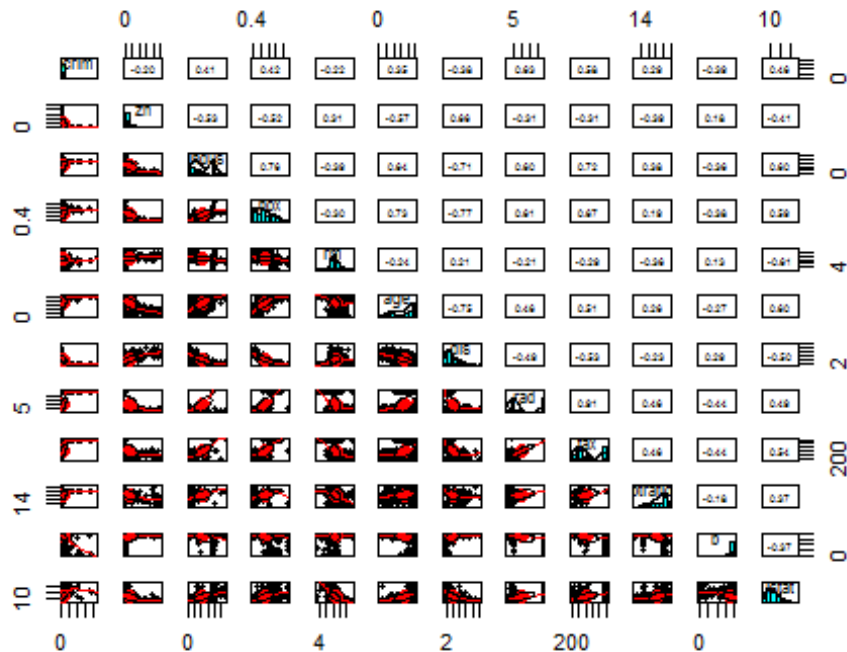 0 0.4 0 5 14 10
crim -0.20 0.41 0.42 -0.22 0.35 -0.38 0.63 0.58 0.29 -0.39 0.46 0
0 zn -0.53 -0.52 0.31 -0.57 0.66 -0.31 -0.31 -0.39 0.18 -0.41
0.76 -0.39 0.64 -0.71 0.60 0.72 0.38 -0.36 0.60 0
0.4 nox -0.30 0.73 -0.77 0.61 0.67 0.19 -0.38 0.59
rm -0.24 0.21 -0.21 -0.29 -0.36 0.13 -0.61 4
0 age -0.75 0.46 0.51 0.26 -0.27 0.60
dis -0.49 -0.53 -0.23 0.29 -0.50 2
5 rad 0.91 0.46 -0.44 0.49
tax 0.46 -0.44 0.54 200
14 -0.18 0.37
b -0.37 0
10 lstat
0 0 4 2 200 0